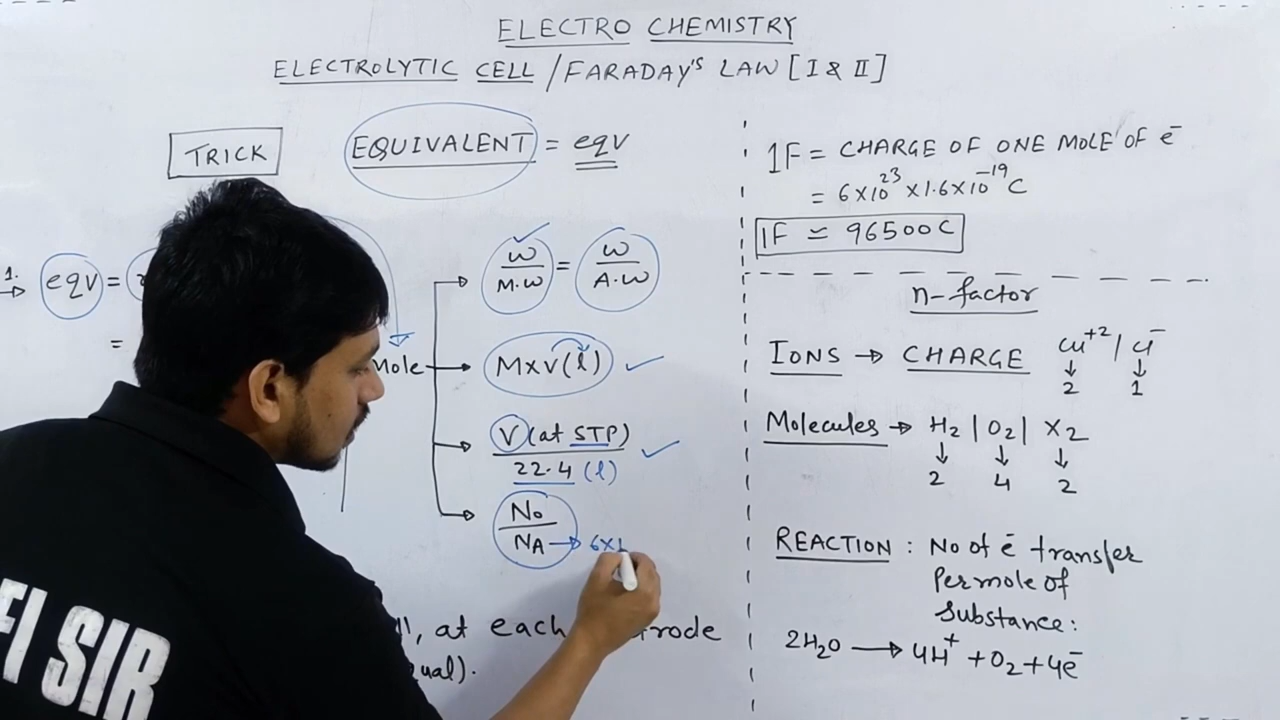 ELECTRO CHEMISTRY
ELECTROLYTIC CELL / FARADAY'S LAW [I & II]
TRICK
EQUIVALENT = eqv
1. → eqv =
=
Mole
w/M.W = w/A.W
M×V(l)
V(at STP)/22.4 (l)
No/NA → 6×1
, at each rode
qual).
1F = CHARGE OF ONE MOLE OF e⁻
= 6×10²³×1.6×10⁻¹⁹ C
1F ≃ 96500C
n-factor
IONS → CHARGE Cu⁺² / Cl⁻
↓ ↓
2 1
Molecules → H₂ | O₂ | X₂
↓ ↓ ↓
2 4 2
REACTION : No of e⁻ transfer
Per mole of
Substance :
2H₂O → 4H⁺ + O₂ + 4e⁻
FI SIR